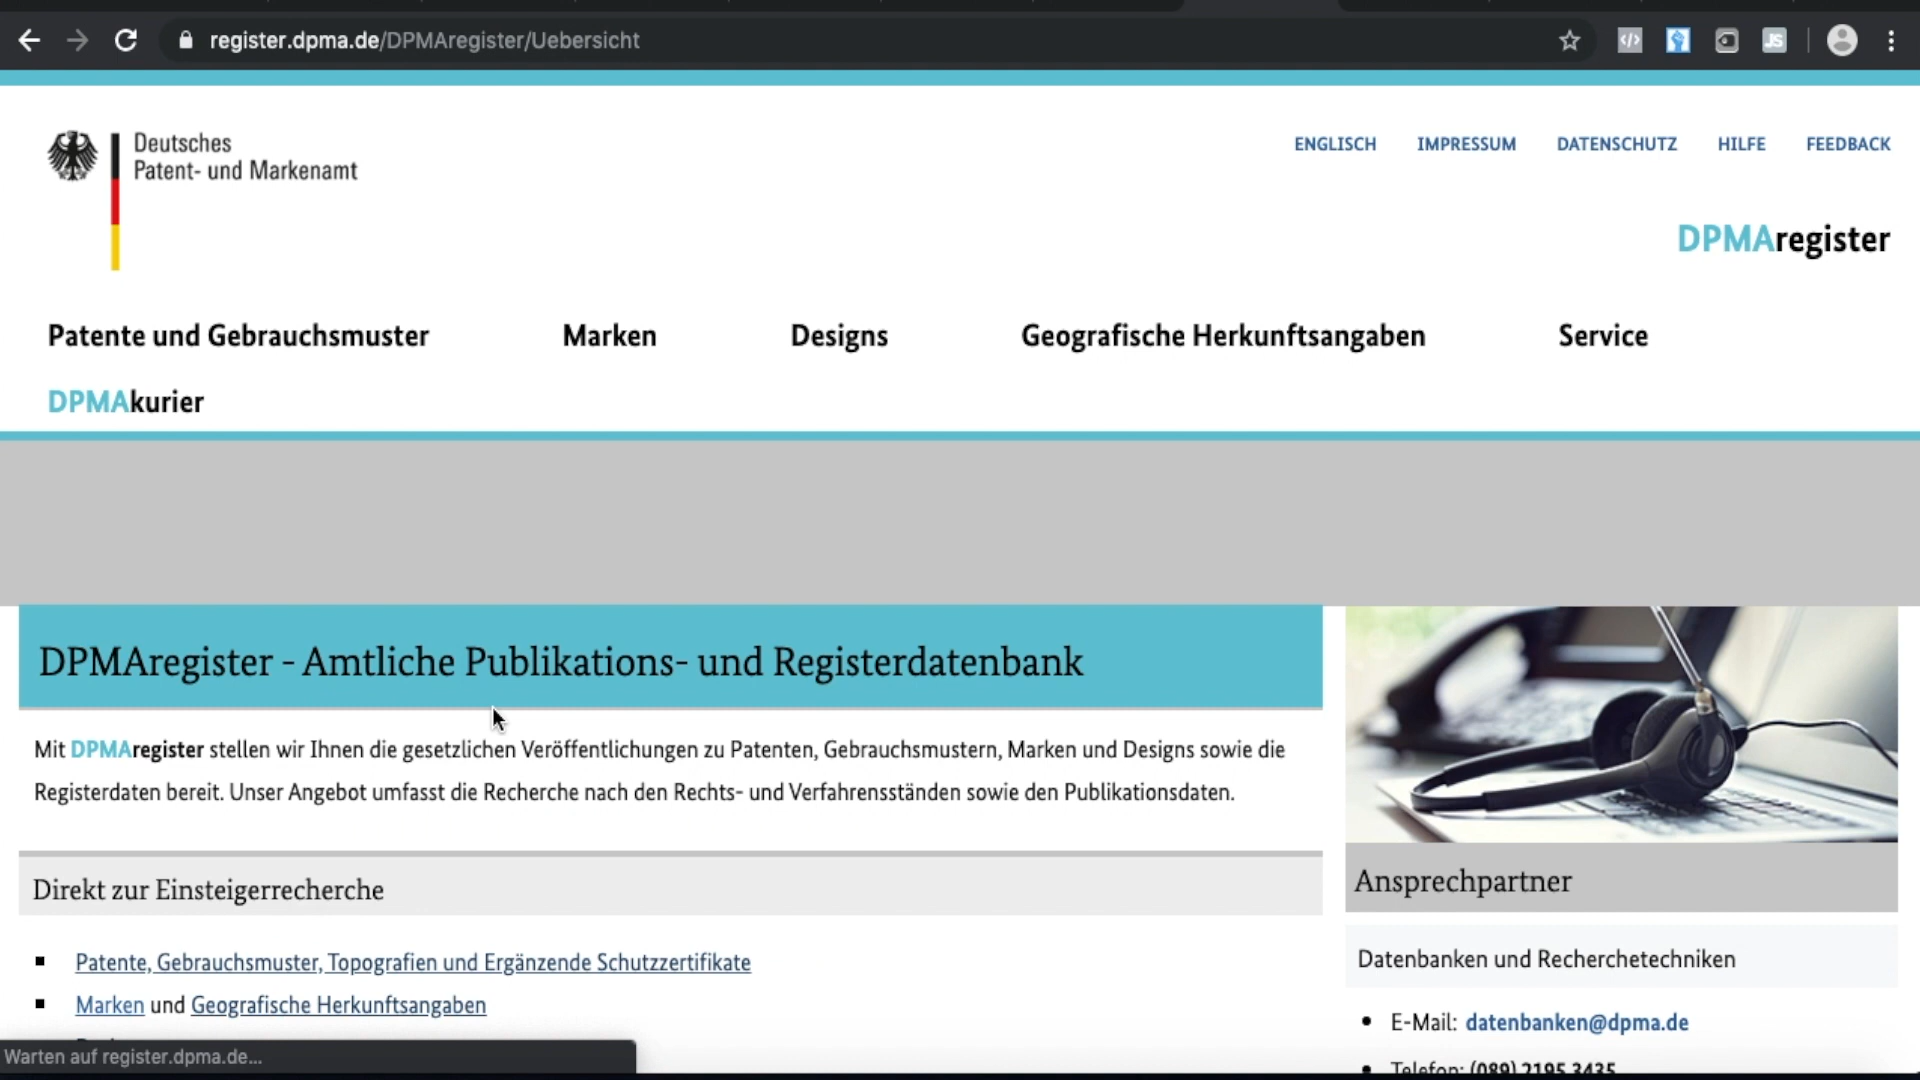 register.dpma.de/DPMAregister/Uebersicht
Deutsches
Patent- und Markenamt
ENGLISCH IMPRESSUM DATENSCHUTZ HILFE FEEDBACK
DPMAregister
Patente und Gebrauchsmuster Marken Designs Geografische Herkunftsangaben Service
DPMAkurier
DPMAregister - Amtliche Publikations- und Registerdatenbank
Mit DPMAregister stellen wir Ihnen die gesetzlichen Veröffentlichungen zu Patenten, Gebrauchsmustern, Marken und Designs sowie die
Registerdaten bereit. Unser Angebot umfasst die Recherche nach den Rechts- und Verfahrensständen sowie den Publikationsdaten.
Direkt zur Einsteigerrecherche
Patente, Gebrauchsmuster, Topografien und Ergänzende Schutzzertifikate
Marken und Geografische Herkunftsangaben
Ansprechpartner
Datenbanken und Recherchetechniken
E-Mail: datenbanken@dpma.de
Telefon: (089) 2195 3435
Warten auf register.dpma.de...